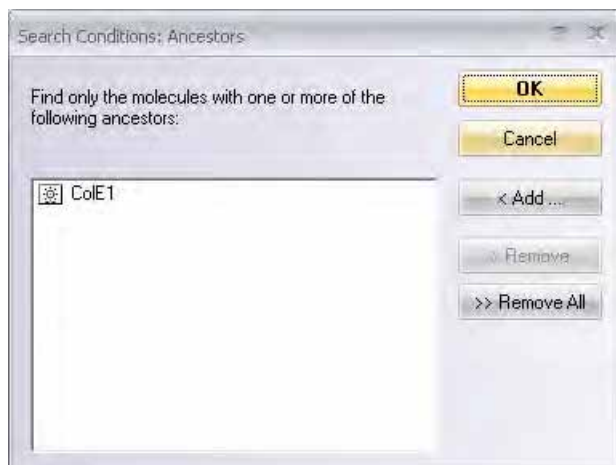 Search Conditions: Ancestors
Find only the molecules with one or more of the
following ancestors:
OK
Cancel
ColE1
< Add ...
> Remove
>> Remove All